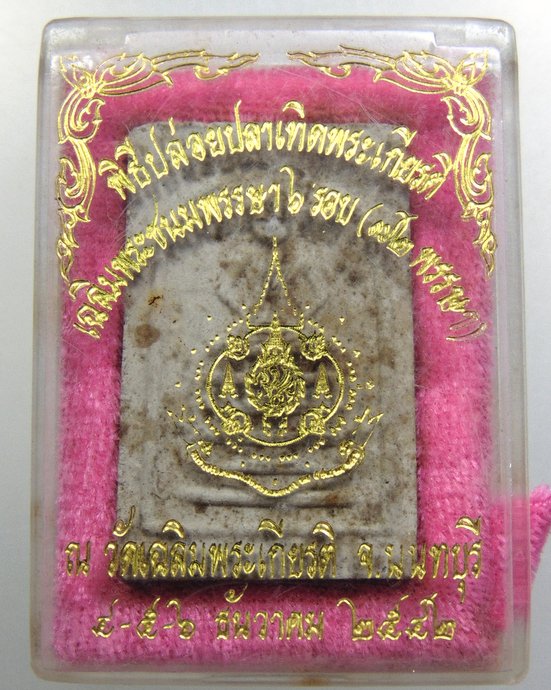 พิธีปล่อยปลาเทิดพระเกียรติ
เฉลิมพระชนมพรรษา ๖ รอบ (๗๒ พรรษา)
ณ วัดเฉลิมพระเกียรติ จ.นนทบุรี
๔-๕-๖ ธันวาคม ๒๕๔๒